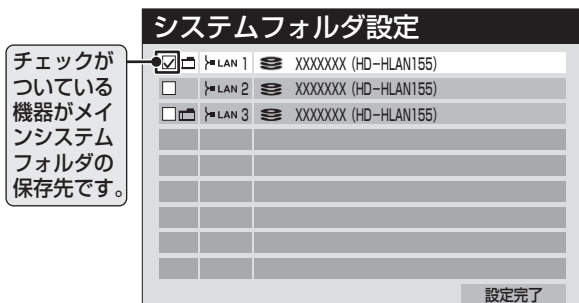 システムフォルダ設定
チェックが
ついている
機器がメイ
ンシステム
フォルダの
保存先です。
LAN 1 XXXXXXX (HD-HLAN155)
LAN 2 XXXXXXX (HD-HLAN155)
LAN 3 XXXXXXX (HD-HLAN155)
設定完了